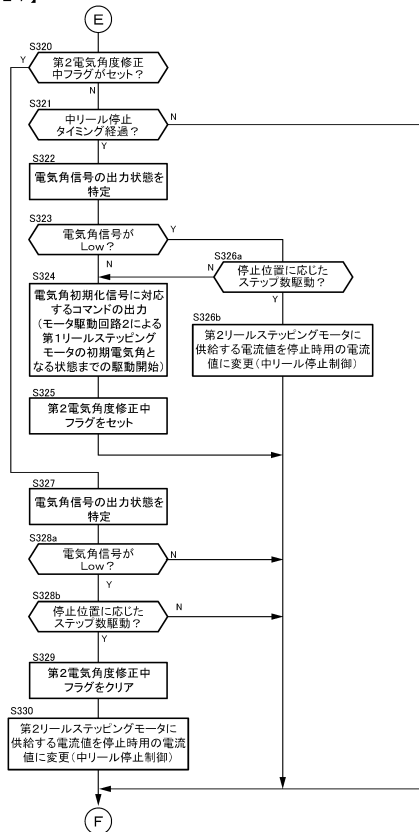 E
S320
Y
第2電気角度修正
中フラグがセット？
N
S321
中リール停止
タイミング経過？
N
Y
S322
電気角信号の出力状態を
特定
S323
電気角信号が
Low？
Y
N
S326a
N
停止位置に応じた
ステップ数駆動？
Y
S324
電気角初期化信号に対応
するコマンドの出力
(モータ駆動回路2による
第1リールステッピング
モータの初期電気角と
なる状態までの駆動開始)
S326b
第2リールステッピングモータに
供給する電流値を停止時用の電流
値に変更(中リール停止制御)
S325
第2電気角度修正中
フラグをセット
S327
電気角信号の出力状態を
特定
S328a
電気角信号が
Low？
N
Y
S328b
停止位置に応じた
ステップ数駆動？
N
Y
S329
第2電気角度修正中
フラグをクリア
S330
第2リールステッピングモータに
供給する電流値を停止時用の電流
値に変更(中リール停止制御)
F